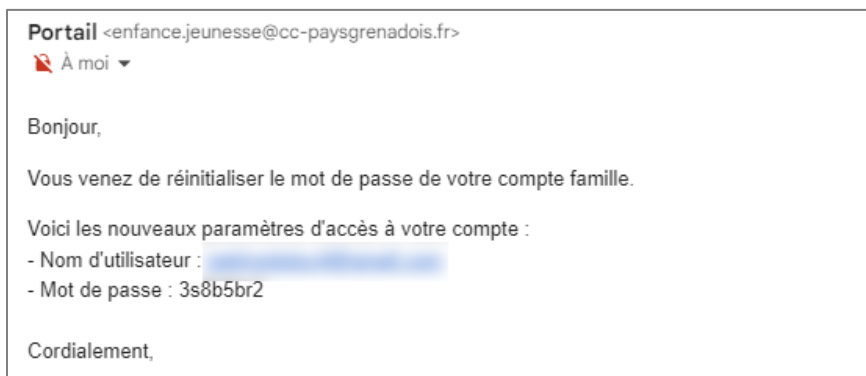 Portail <enfance.jeunesse@cc-paysgrenadois.fr>
À moi
Bonjour,
Vous venez de réinitialiser le mot de passe de votre compte famille.
Voici les nouveaux paramètres d'accès à votre compte :
- Nom d'utilisateur :
- Mot de passe : 3s8b5br2
Cordialement,